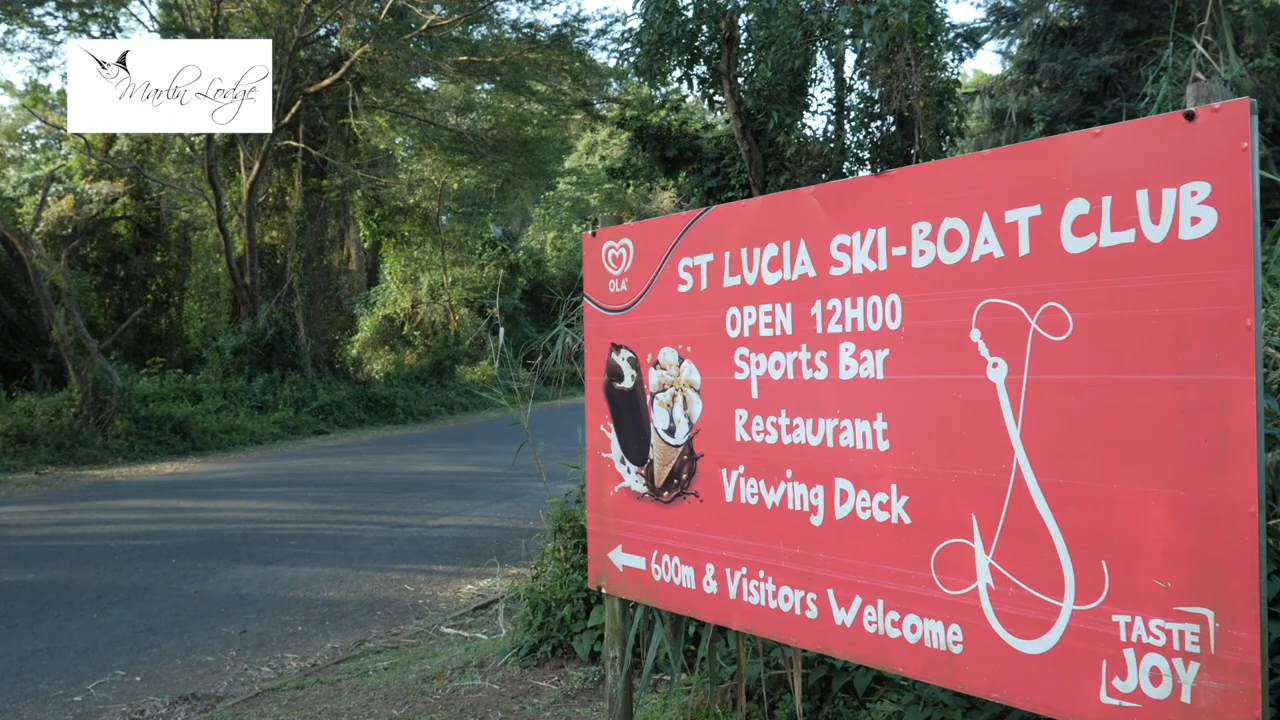 Marlin Lodge
OLA
ST LUCIA SKI-BOAT CLUB
OPEN 12H00
Sports Bar
Restaurant
Viewing Deck
600m & Visitors Welcome
TASTE
JOY